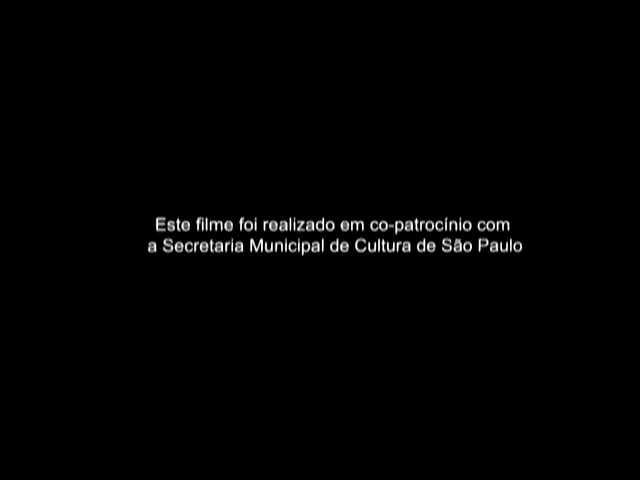 Este filme foi realizado em co-patrocínio com
a Secretaria Municipal de Cultura de São Paulo